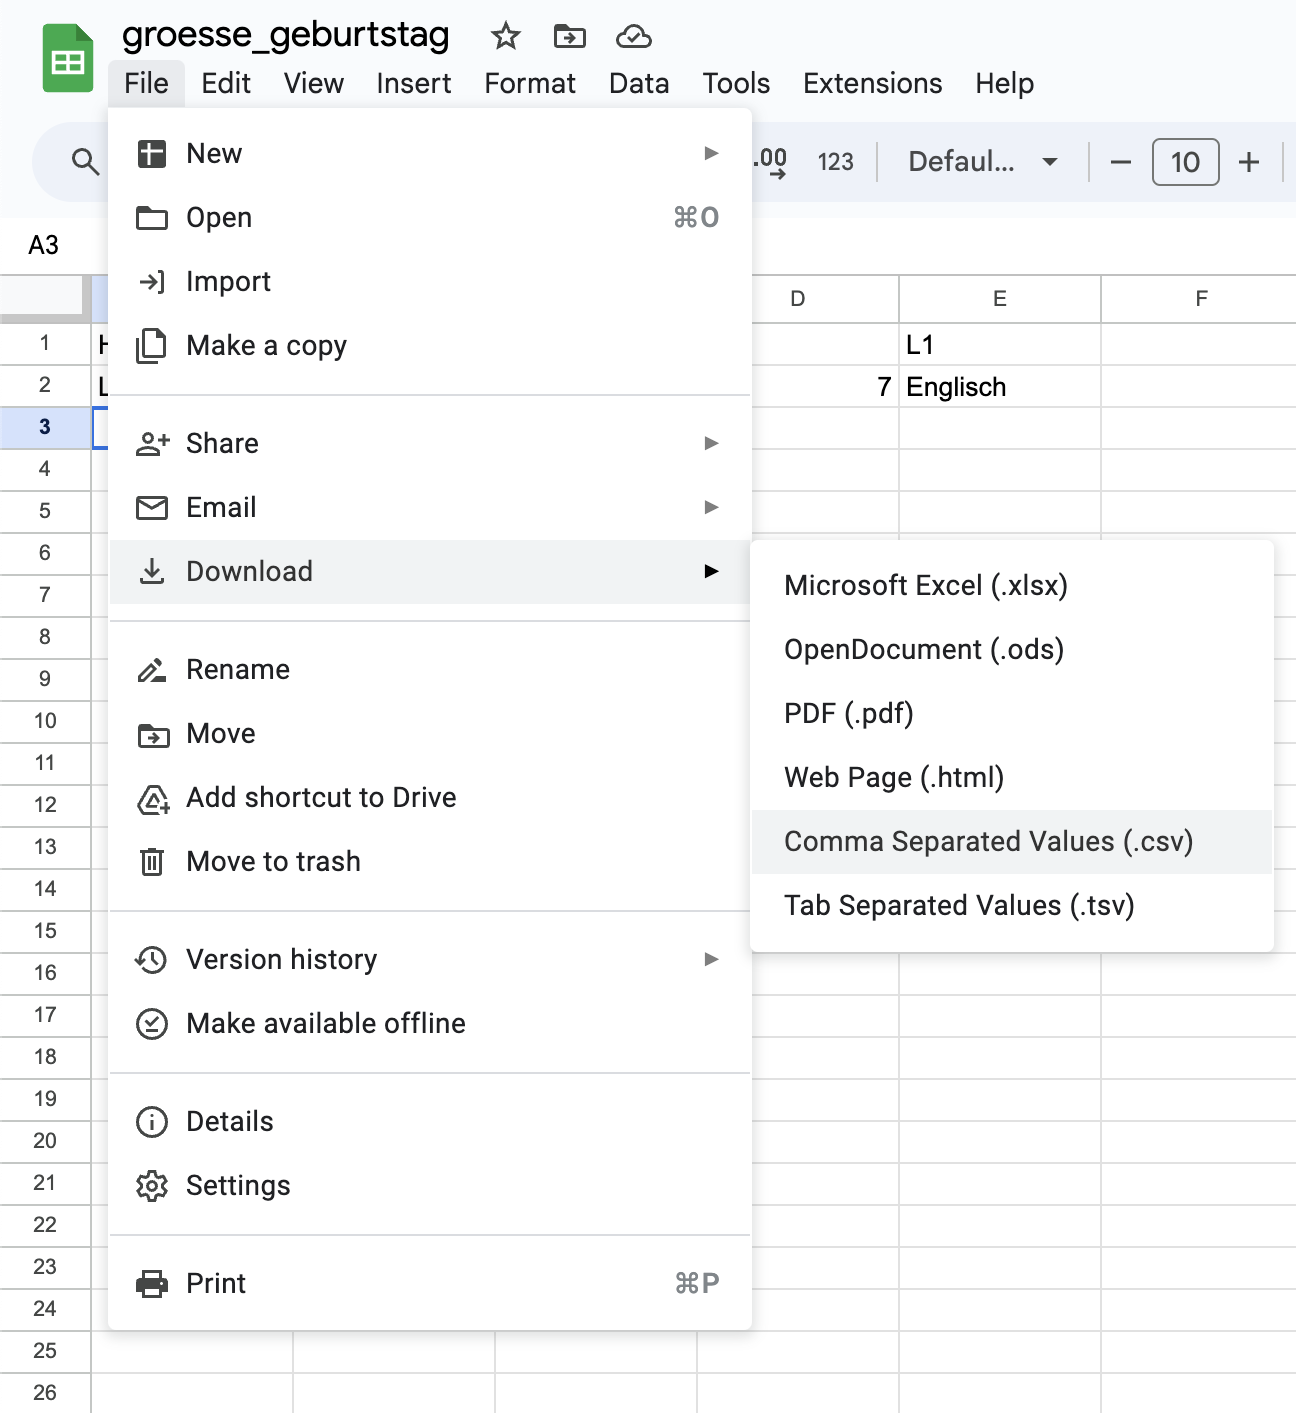 groesse_geburtstag
File Edit View Insert Format Data Tools Extensions Help
.00 123 Defaul... 10
A3
D E F
New
Open ⌘O
Import
Make a copy
Share
Email
Download
Rename
Move
Add shortcut to Drive
Move to trash
Version history
Make available offline
Details
Settings
Print ⌘P
Microsoft Excel (.xlsx)
OpenDocument (.ods)
PDF (.pdf)
Web Page (.html)
Comma Separated Values (.csv)
Tab Separated Values (.tsv)
1 L1
2 7 Englisch
3
4
5
6
7
8
9
10
11
12
13
14
15
16
17
18
19
20
21
22
23
24
25
26